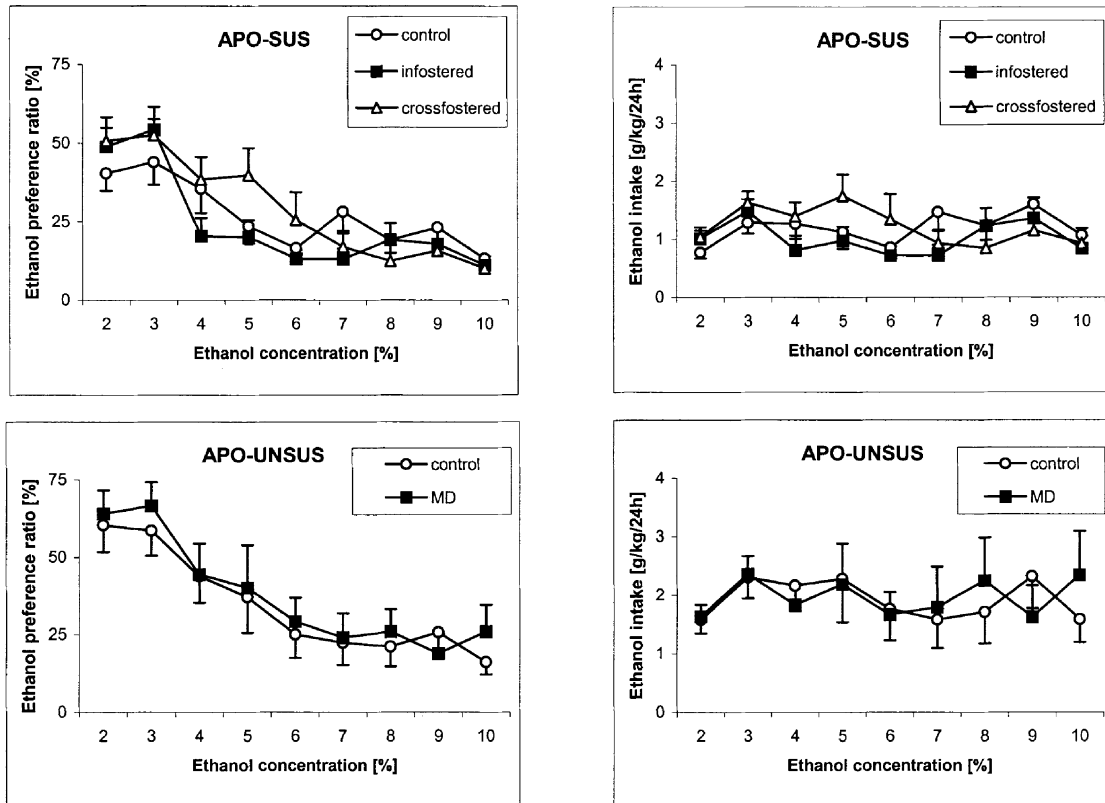 APO-SUS
control
infostered
crossfostered
Ethanol preference ratio [%]
75
50
25
0
2 3 4 5 6 7 8 9 10
Ethanol concentration [%]
APO-SUS
control
infostered
crossfostered
Ethanol intake [g/kg/24h]
4
3
2
1
0
2 3 4 5 6 7 8 9 10
Ethanol concentration [%]
APO-UNSUS
control
MD
Ethanol preference ratio [%]
75
50
25
0
2 3 4 5 6 7 8 9 10
Ethanol concentration [%]
APO-UNSUS
control
MD
Ethanol intake [g/kg/24h]
4
3
2
1
0
2 3 4 5 6 7 8 9 10
Ethanol concentration [%]